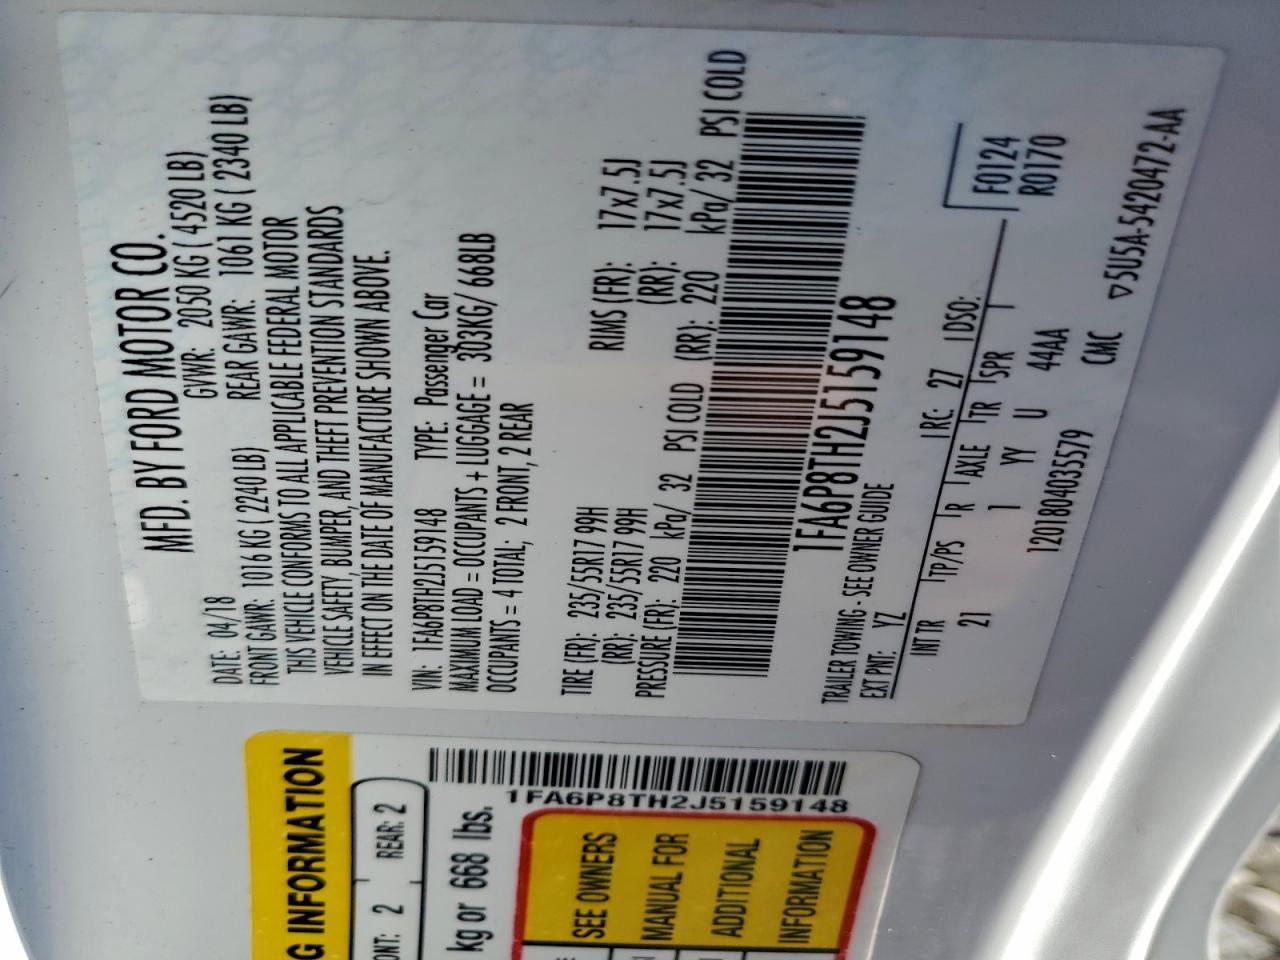 MFD. BY FORD MOTOR CO.
DATE: 04/18 GVWR: 2050 KG ( 4520 LB)
FRONT GAWR: 1016 KG ( 2240 LB) REAR GAWR: 1061 KG ( 2340 LB)
THIS VEHICLE CONFORMS TO ALL APPLICABLE FEDERAL MOTOR
VEHICLE SAFETY, BUMPER, AND THEFT PREVENTION STANDARDS
IN EFFECT ON THE DATE OF MANUFACTURE SHOWN ABOVE.
VIN: 1FA6P8TH2J5159148 TYPE: Passenger Car
MAXIMUM LOAD = OCCUPANTS + LUGGAGE = 303KG/ 668LB
OCCUPANTS = 4 TOTAL; 2 FRONT, 2 REAR
TIRE (FR): 235/55R17 99H RIMS (FR): 17x7.5J
(RR): 235/55R17 99H (RR): 17x7.5J
PRESSURE (FR): 220 kPa/ 32 PSI COLD (RR): 220 kPa/ 32 PSI COLD
1FA6P8TH2J5159148
TRAILER TOWING - SEE OWNER GUIDE
EXT PNT: YZ RC: 27 DSO:
F0124
R0170
INT TR TP/PS R AXLE TR SPR
21 1 YY U 44AA
1201804035579 CMC ▽5U5A-5420472-AA
G INFORMATION
ONT: 2 REAR: 2
kg or 668 lbs.
1FA6P8TH2J5159148
SEE OWNERS
MANUAL FOR
ADDITIONAL
INFORMATION